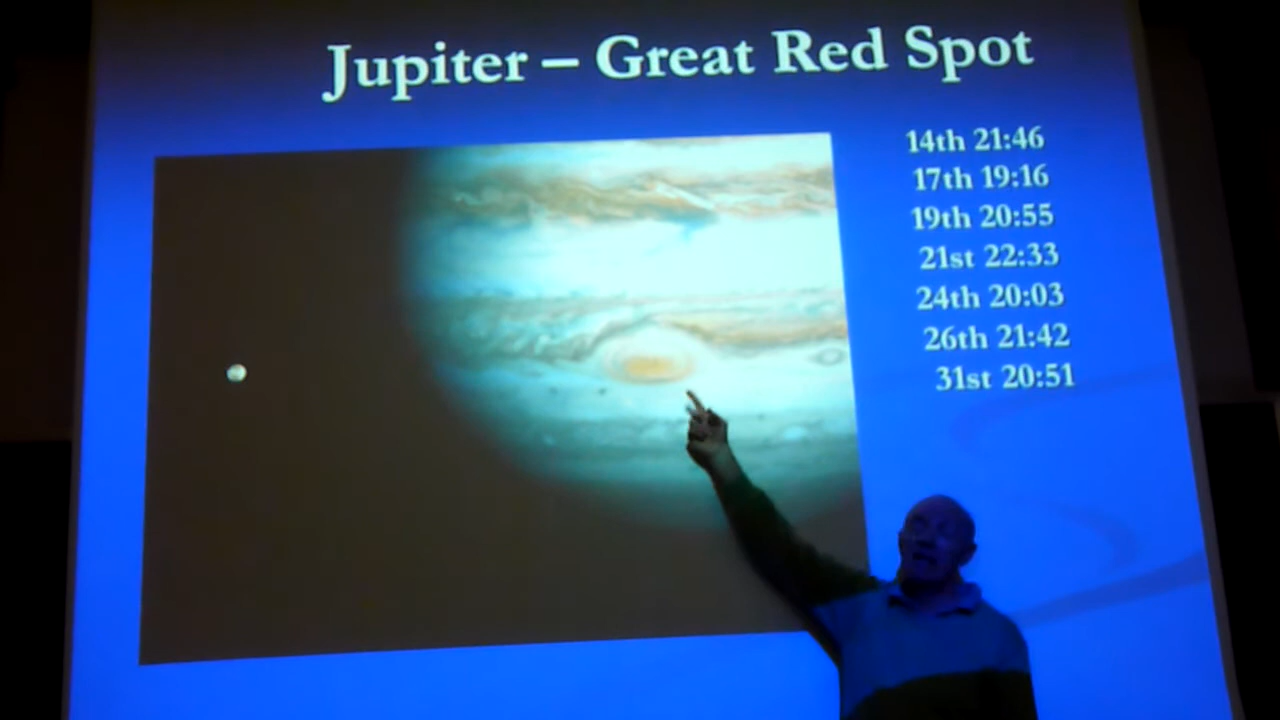 Jupiter – Great Red Spot
14th 21:46
17th 19:16
19th 20:55
21st 22:33
24th 20:03
26th 21:42
31st 20:51